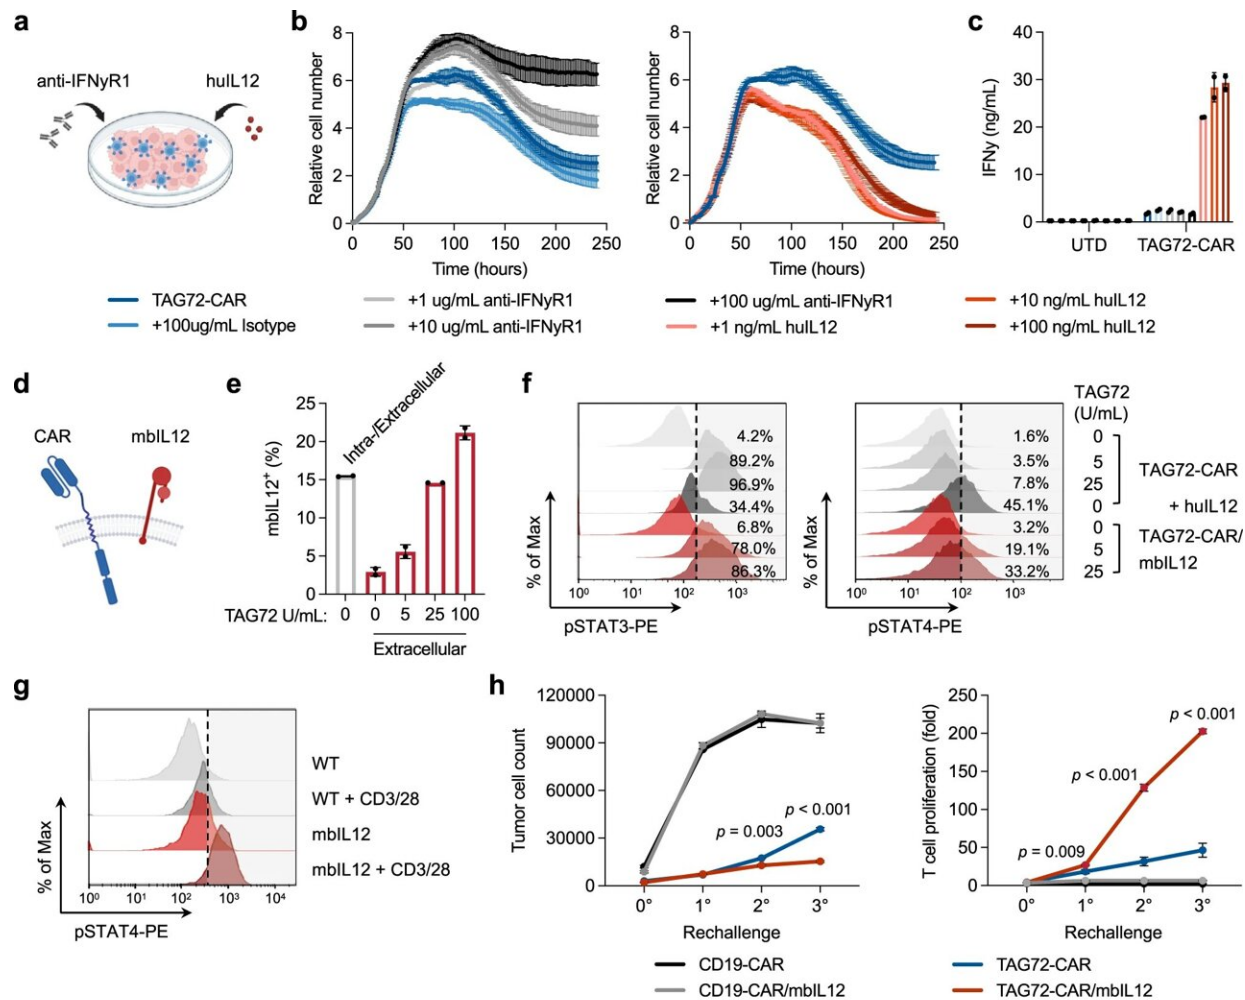 a
anti-IFNyR1
huIL12
b
Relative cell number
8
6
4
2
0
0 50 100 150 200 250
Time (hours)
Relative cell number
8
6
4
2
0
0 50 100 150 200 250
Time (hours)
c
IFNy (ng/mL)
40
30
20
10
0
UTD TAG72-CAR
TAG72-CAR
+100ug/mL Isotype
+1 ug/mL anti-IFNyR1
+10 ug/mL anti-IFNyR1
+100 ug/mL anti-IFNyR1
+1 ng/mL huIL12
+10 ng/mL huIL12
+100 ng/mL huIL12
d
CAR
mbIL12
e
mbIL12⁺ (%)
25
20
15
10
5
0
Intra-/Extracellular
TAG72 U/mL: 0 0 5 25 100
Extracellular
f
% of Max
4.2%
89.2%
96.9%
34.4%
6.8%
78.0%
86.3%
10⁰ 10¹ 10² 10³
pSTAT3-PE
% of Max
1.6%
3.5%
7.8%
45.1%
3.2%
19.1%
33.2%
10⁰ 10¹ 10² 10³
pSTAT4-PE
TAG72
(U/mL)
0
5
25
0
0
5
25
TAG72-CAR
+ huIL12
TAG72-CAR/
mbIL12
g
% of Max
WT
WT + CD3/28
mbIL12
mbIL12 + CD3/28
10⁰ 10¹ 10² 10³ 10⁴
pSTAT4-PE
h
Tumor cell count
120000
90000
60000
30000
0
p = 0.003
p < 0.001
0° 1° 2° 3°
Rechallenge
T cell proliferation (fold)
250
200
150
100
50
0
p = 0.009
p < 0.001
p < 0.001
0° 1° 2° 3°
Rechallenge
CD19-CAR
CD19-CAR/mbIL12
TAG72-CAR
TAG72-CAR/mbIL12